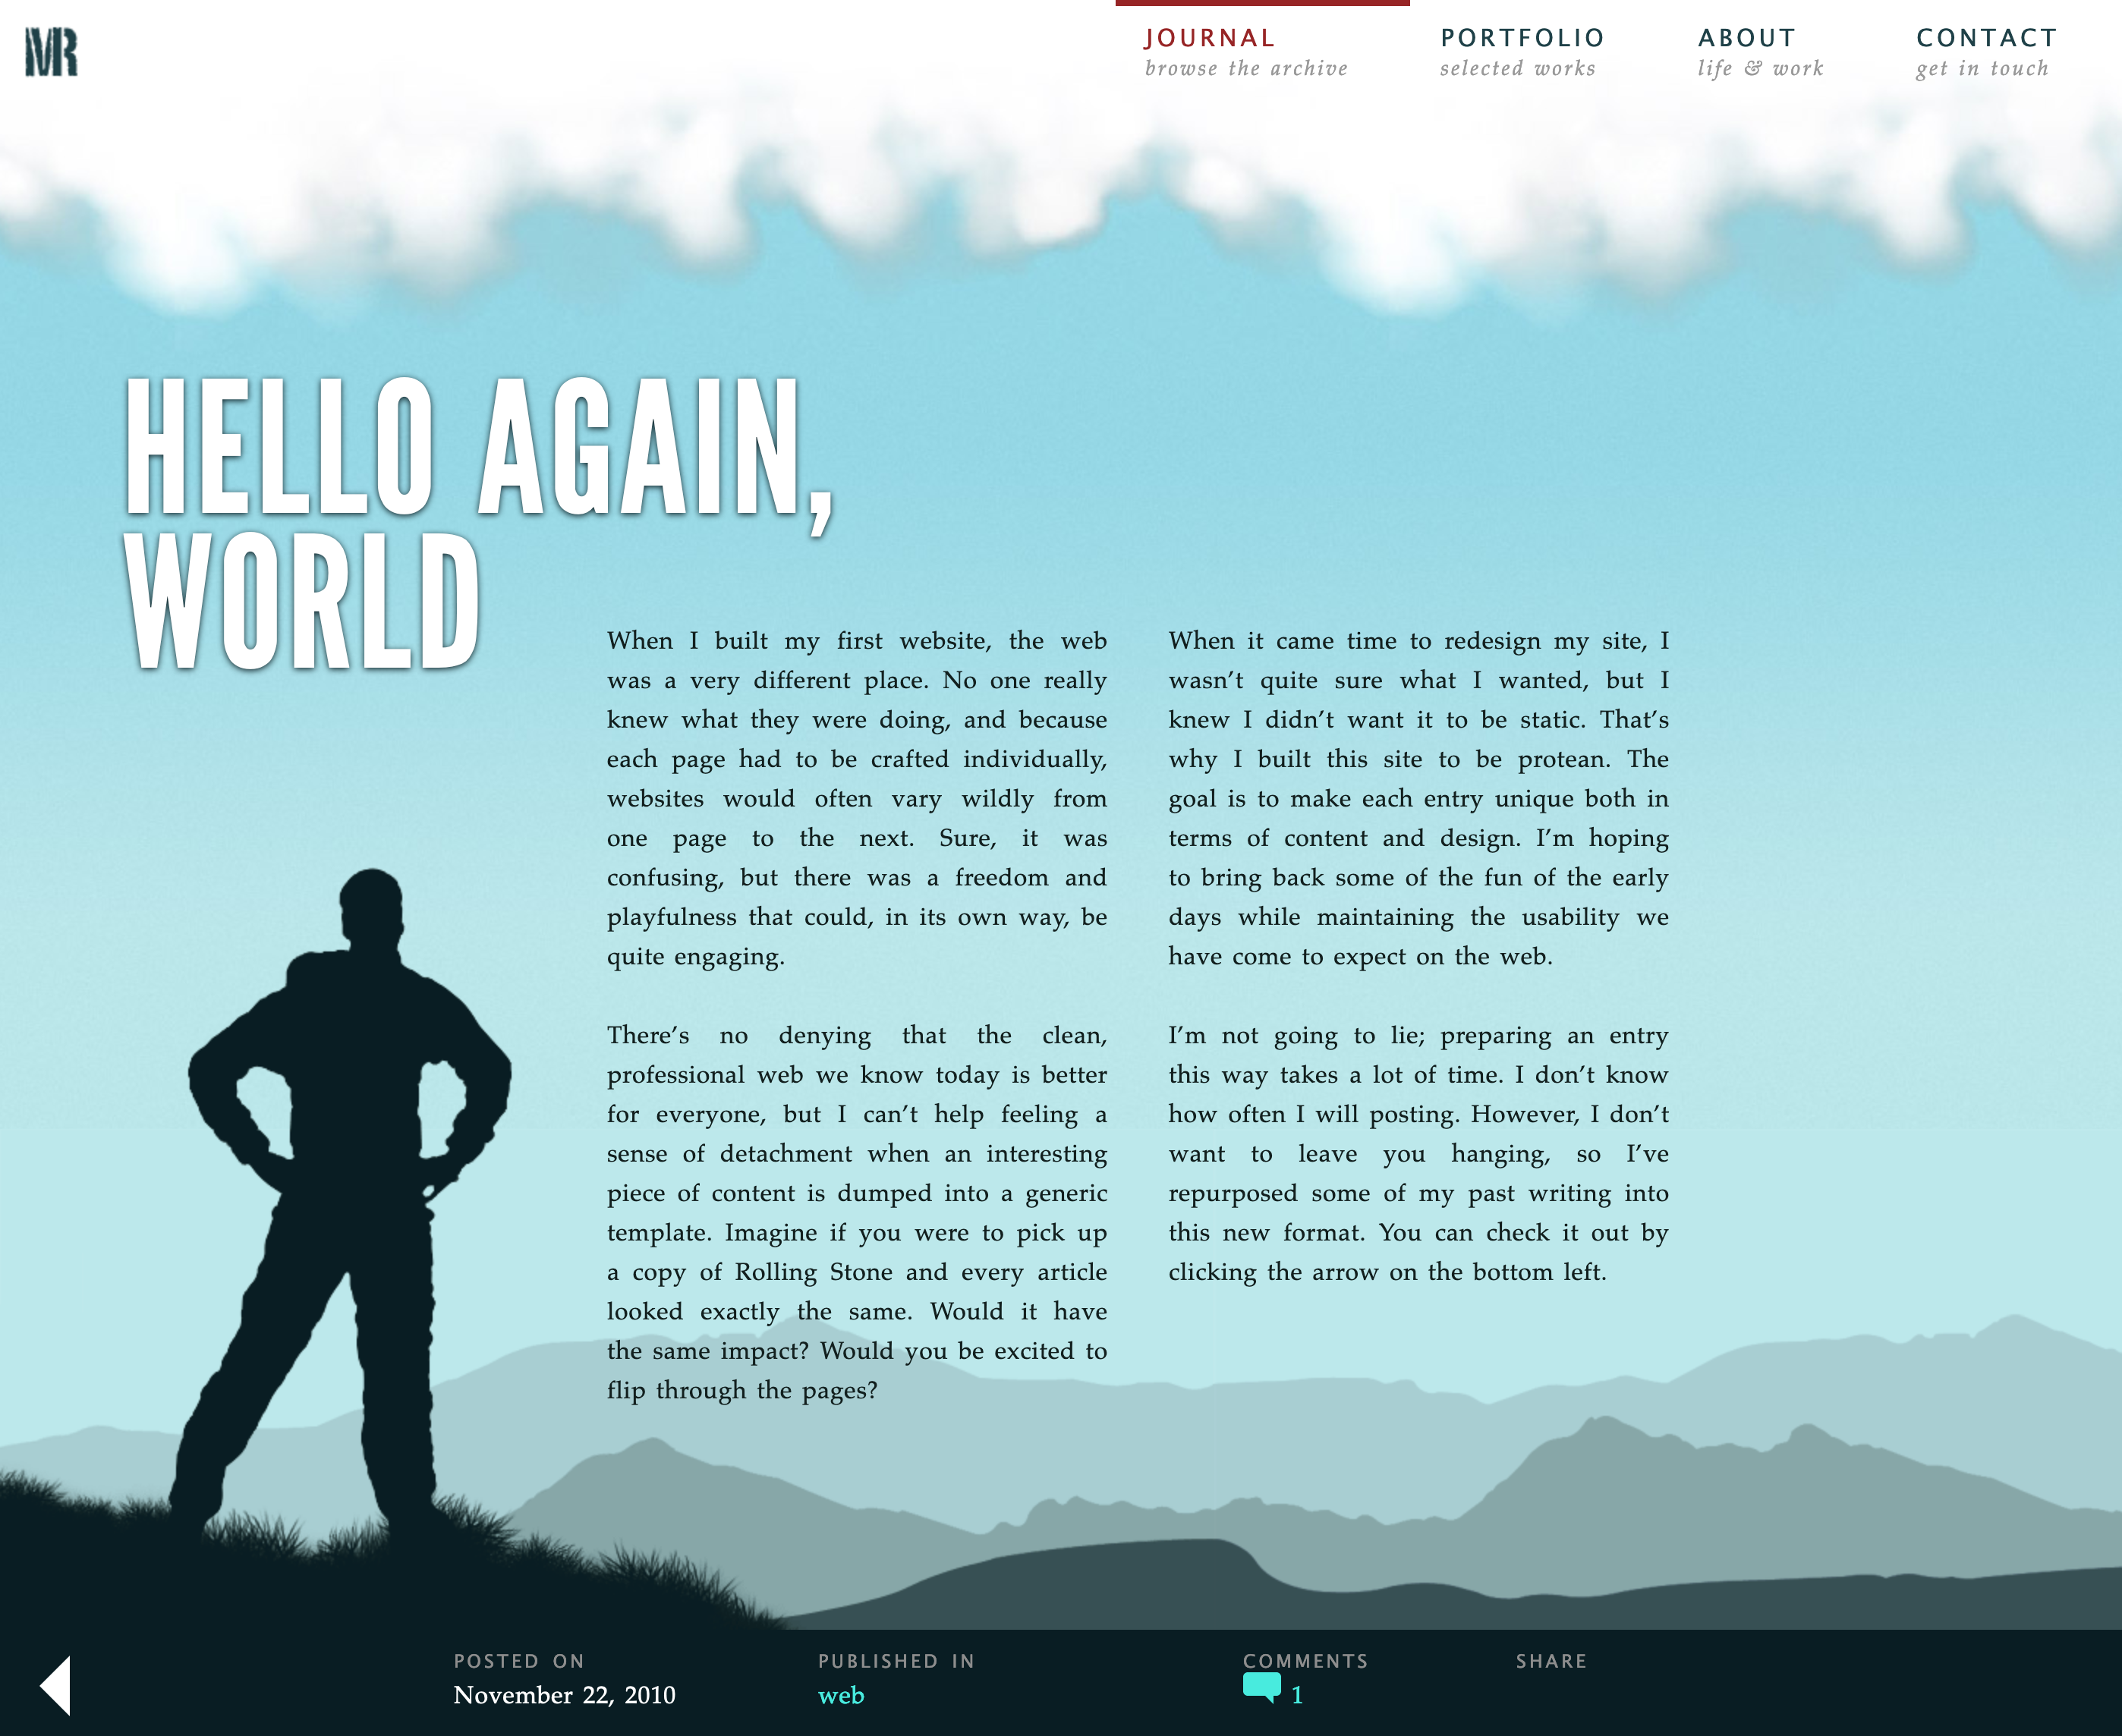 MR
JOURNAL
browse the archive
PORTFOLIO
selected works
ABOUT
life & work
CONTACT
get in touch
HELLO AGAIN,
WORLD
When I built my first website, the web
was a very different place. No one really
knew what they were doing, and because
each page had to be crafted individually,
websites would often vary wildly from
one page to the next. Sure, it was
confusing, but there was a freedom and
playfulness that could, in its own way, be
quite engaging.
There’s no denying that the clean,
professional web we know today is better
for everyone, but I can’t help feeling a
sense of detachment when an interesting
piece of content is dumped into a generic
template. Imagine if you were to pick up
a copy of Rolling Stone and every article
looked exactly the same. Would it have
the same impact? Would you be excited to
flip through the pages?
When it came time to redesign my site, I
wasn’t quite sure what I wanted, but I
knew I didn’t want it to be static. That’s
why I built this site to be protean. The
goal is to make each entry unique both in
terms of content and design. I’m hoping
to bring back some of the fun of the early
days while maintaining the usability we
have come to expect on the web.
I’m not going to lie; preparing an entry
this way takes a lot of time. I don’t know
how often I will posting. However, I don’t
want to leave you hanging, so I’ve
repurposed some of my past writing into
this new format. You can check it out by
clicking the arrow on the bottom left.
POSTED ON
November 22, 2010
PUBLISHED IN
web
COMMENTS
1
SHARE